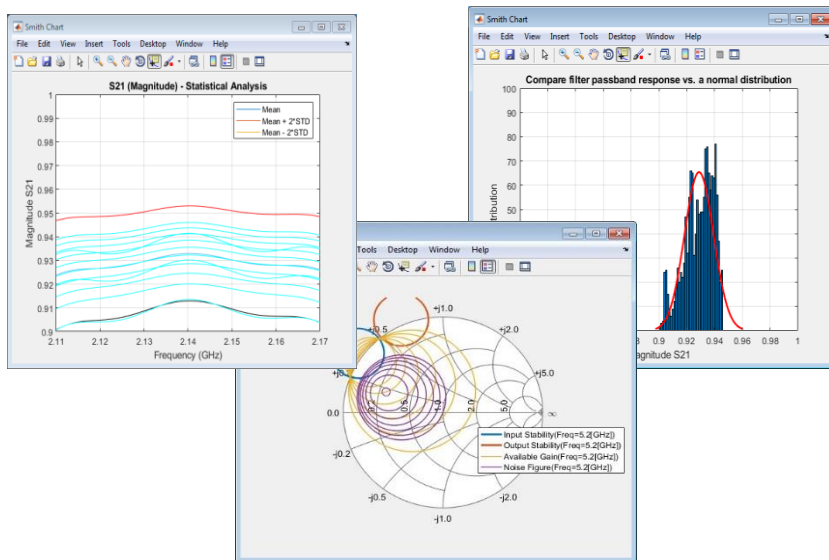 Smith Chart
File Edit View Insert Tools Desktop Window Help
S21 (Magnitude) - Statistical Analysis
1
0.99
0.98
0.97
0.96
0.95
0.94
0.93
0.92
0.91
0.9
Magnitude S21
Mean
Mean + 2*STD
Mean - 2*STD
2.11 2.12 2.13 2.14 2.15 2.16 2.17
Frequency (GHz)
Smith Chart
File Edit View Insert Tools Desktop Window Help
Compare filter passband response vs. a normal distribution
100
90
80
70
60
50
0.88 0.9 0.92 0.94 0.96 0.98 1
Magnitude S21
Tools Desktop Window Help
+j1.0
+j0.5
+j2.0
+j5.0
0.0
0.2
0.5
1.0
2.0
5.0
∞
-j0.2
-j0.5
-j2.0
-j1.0
Input Stability(Freq=5.2[GHz])
Output Stability(Freq=5.2[GHz])
Available Gain(Freq=5.2[GHz])
Noise Figure(Freq=5.2[GHz])